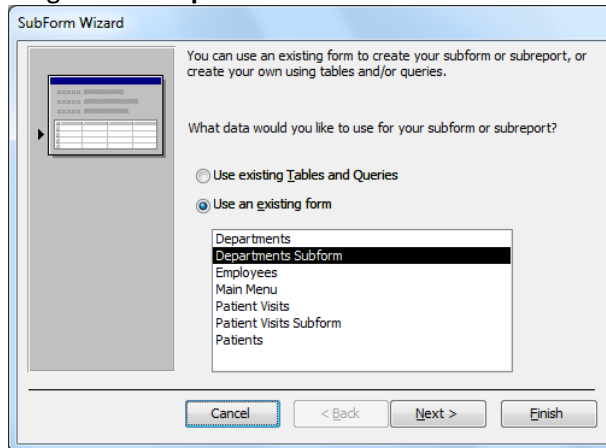 SubForm Wizard
You can use an existing form to create your subform or subreport, or
create your own using tables and/or queries.
What data would you like to use for your subform or subreport?
Use existing Tables and Queries
Use an existing form
Departments
Departments Subform
Employees
Main Menu
Patient Visits
Patient Visits Subform
Patients
Cancel
< Back
Next >
Finish